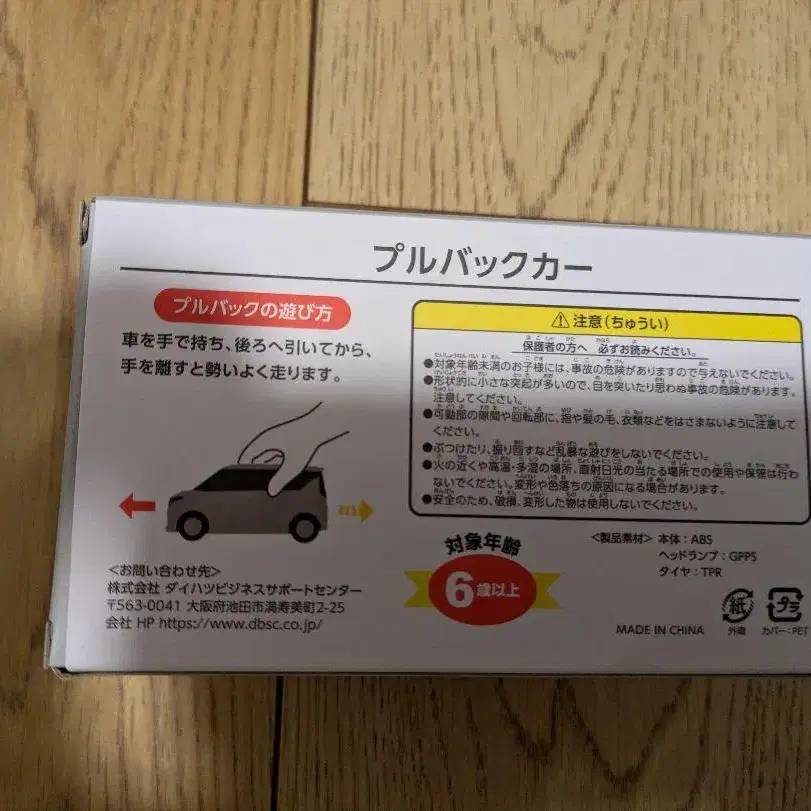 プルバックカー
プルバックの遊び方
車を手で持ち、後ろへ引いてから、
手を離すと勢いよく走ります。
⚠注意(ちゅうい)
保護者の方へ 必ずお読みください。
●対象年齢未満のお子様には、事故の危険がありますので与えないでください。
●形状的に小さな突起が多いので、目を突いたり思わぬ事故の危険があります。
注意してください。
●可動部の隙間や回転部に、指や髪の毛、衣類などをはさまないように注意して
ください。
●ぶつけたり、振り回すなど乱暴な遊びをしないでください。
●火の近くや高温・多湿の場所、直射日光の当たる場所での使用や保管は行わ
ないでください。変形や色落ちの原因になる場合があります。
●安全のため、破損、変形した物は使用しないでください。
<お問い合わせ先>
株式会社 ダイハツビジネスサポートセンター
〒563-0041 大阪府池田市満寿美町2-25
会社 HP https://www.dbsc.co.jp/
対象年齢
6歳以上
<製品素材> 本体:ABS
ヘッドランプ:GPPS
タイヤ:TPR
MADE IN CHINA
紙
外箱
プラ
カバー:PET